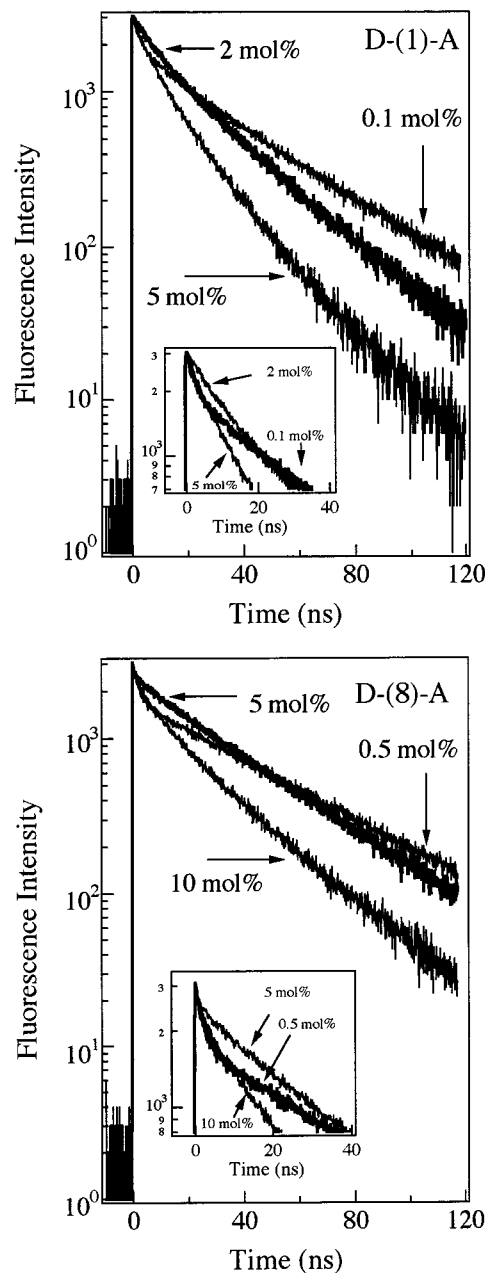 D-(1)-A
2 mol%
0.1 mol%
5 mol%
10³
10²
10¹
10⁰
Fluorescence Intensity
3
2
10³
9
8
7
2 mol%
0.1 mol%
5 mol%
0 20 40
Time (ns)
0 40 80 120
Time (ns)
D-(8)-A
5 mol%
0.5 mol%
10 mol%
10³
10²
10¹
10⁰
Fluorescence Intensity
3
2
10³
9
8
5 mol%
0.5 mol%
10 mol%
0 20 40
Time (ns)
0 40 80 120
Time (ns)